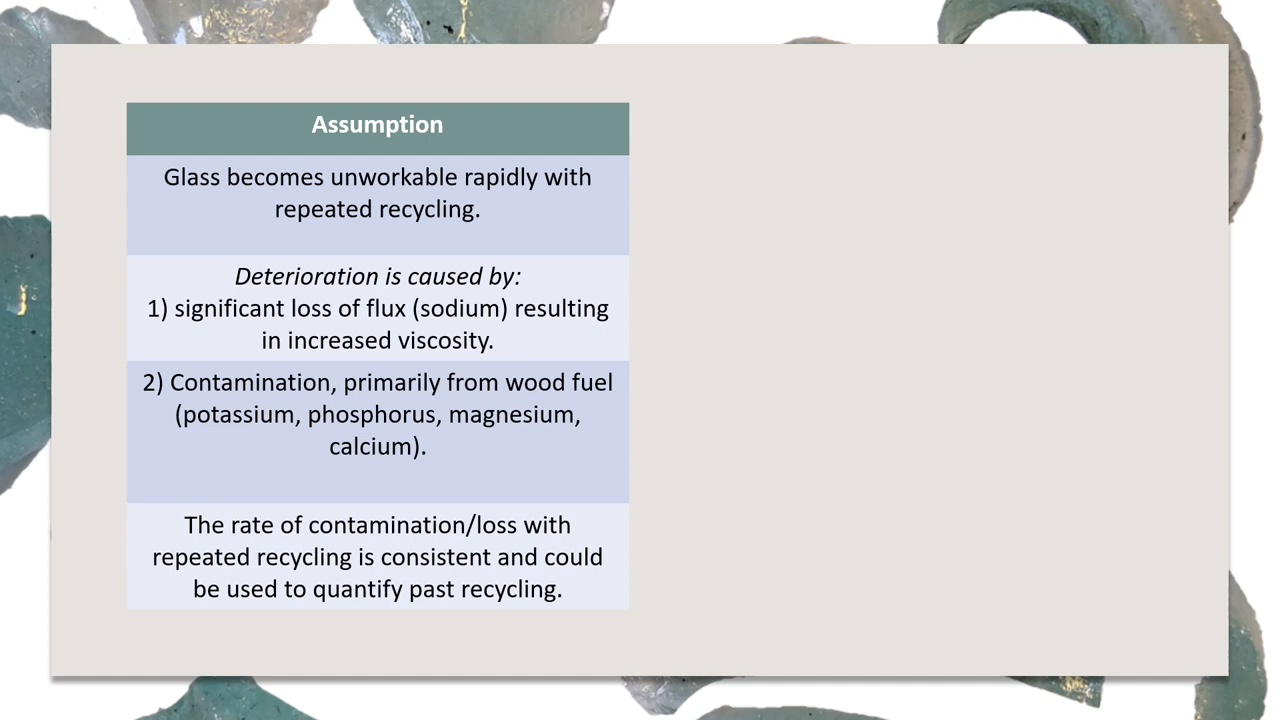 Assumption
Glass becomes unworkable rapidly with
repeated recycling.
Deterioration is caused by:
1) significant loss of flux (sodium) resulting
in increased viscosity.
2) Contamination, primarily from wood fuel
(potassium, phosphorus, magnesium,
calcium).
The rate of contamination/loss with
repeated recycling is consistent and could
be used to quantify past recycling.